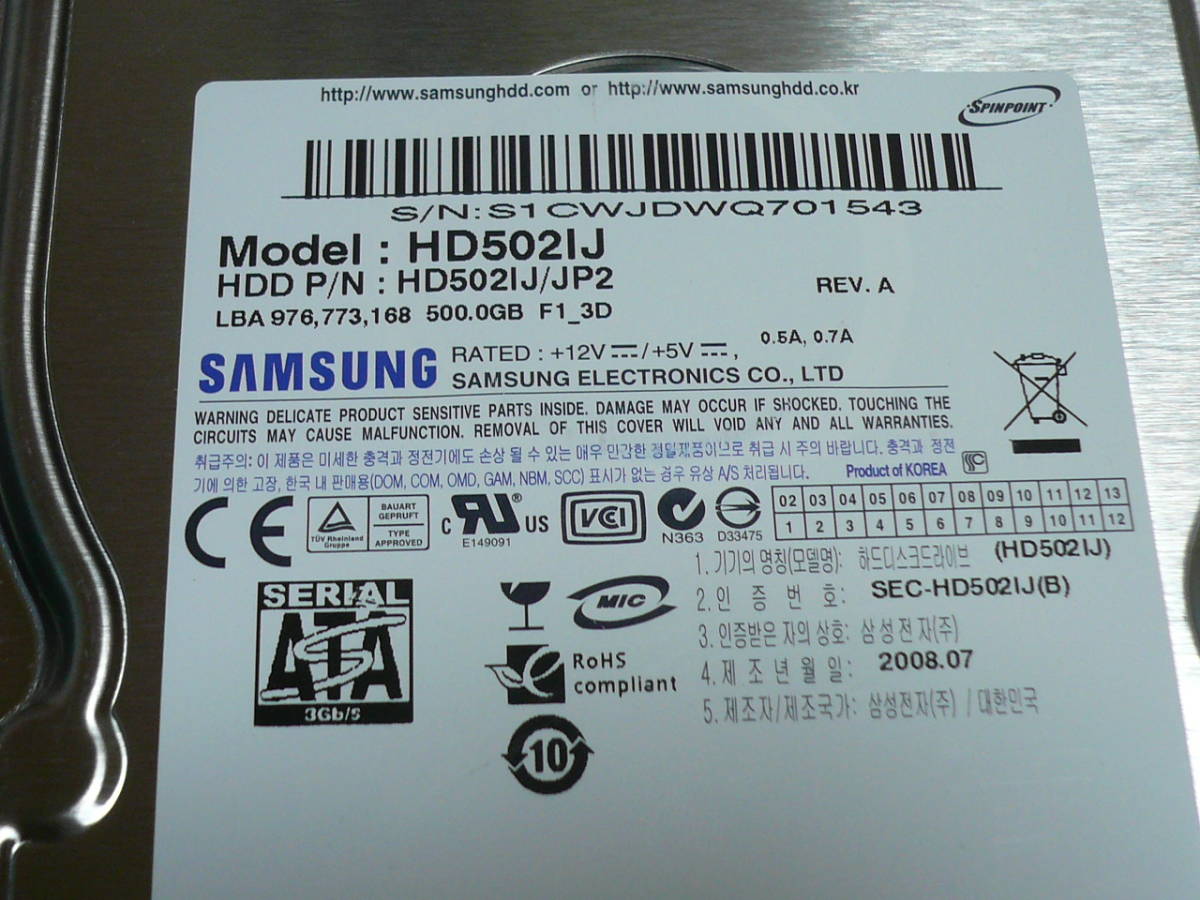 http://www.samsunghdd.com or http://www.samsunghdd.co.kr
SPINPOINT
S/N:S1CWJDWQ701543
Model : HD502IJ
HDD P/N : HD502IJ/JP2
REV. A
LBA 976,773,168 500.0GB F1_3D
SAMSUNG
RATED : +12V⎓/+5V⎓, 0.5A, 0.7A
SAMSUNG ELECTRONICS CO., LTD
WARNING DELICATE PRODUCT SENSITIVE PARTS INSIDE. DAMAGE MAY OCCUR IF SHOCKED. TOUCHING THE
CIRCUITS MAY CAUSE MALFUNCTION. REMOVAL OF THIS COVER WILL VOID ANY AND ALL WARRANTIES.
취급주의: 이 제품은 미세한 충격과 정전기에도 손상 될 수 있는 매우 민감한 정밀제품이므로 취급 시 주의 바랍니다. 충격과 정전
기에 의한 고장, 한국 내 판매용(DOM, COM, OMD, GAM, NBM, SCC) 표시가 없는 경우 유상 A/S 처리됩니다.
Product of KOREA
CE
TÜV Rheinland
Gruppe
BAUART
GEPRUFT
TYPE
APPROVED
C RU ® US
E149091
VCI
N363
D33475
02 03 04 05 06 07 08 09 10 11 12 13
1 2 3 4 5 6 7 8 9 10 11 12
1. 기기의 명칭(모델명): 하드디스크드라이브 (HD502IJ)
2. 인 증 번 호: SEC-HD502IJ(B)
3. 인증받은 자의 상호: 삼성전자(주)
4. 제 조 년 월 일: 2008.07
5. 제조자/제조국가: 삼성전자(주) / 대한민국
SERIAL
ATA
3Gb/s
MIC
RoHS
compliant
10